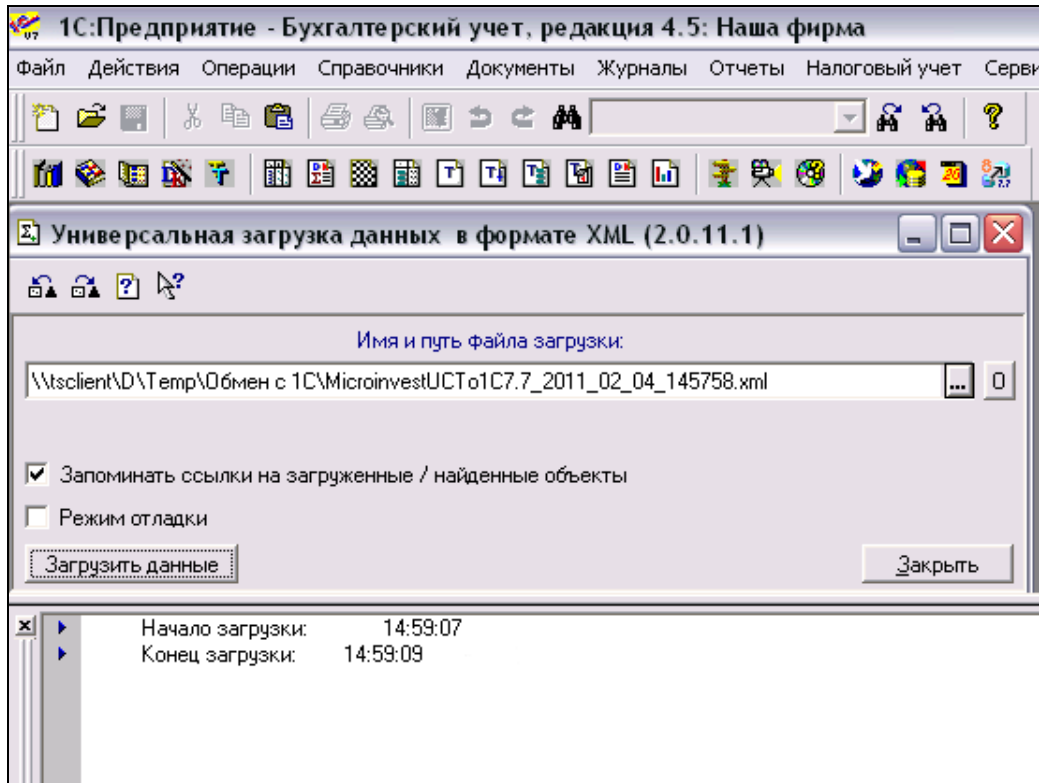 1С:Предприятие - Бухгалтерский учет, редакция 4.5: Наша фирма
Файл Действия Операции Справочники Документы Журналы Отчеты Налоговый учет Серви
Универсальная загрузка данных в формате XML (2.0.11.1)
Имя и путь файла загрузки:
\\tsclient\D\Temp\Обмен с 1С\MicroinvestUCTo1C7.7_2011_02_04_145758.xml ... 0
Запоминать ссылки на загруженные / найденные объекты
Режим отладки
Загрузить данные Закрыть
Начало загрузки: 14:59:07
Конец загрузки: 14:59:09